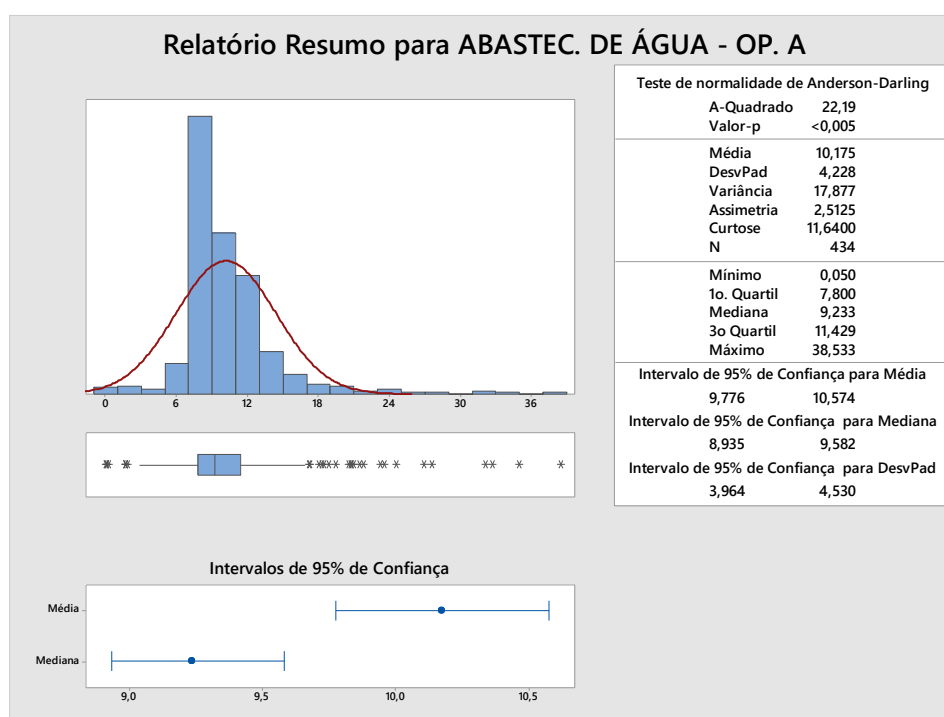 Relatório Resumo para ABASTEC. DE ÁGUA - OP. A
0 6 12 18 24 30 36
Teste de normalidade de Anderson-Darling
A-Quadrado 22,19
Valor-p <0,005
Média 10,175
DesvPad 4,228
Variância 17,877
Assimetria 2,5125
Curtose 11,6400
N 434
Mínimo 0,050
1o. Quartil 7,800
Mediana 9,233
3o Quartil 11,429
Máximo 38,533
Intervalo de 95% de Confiança para Média
9,776 10,574
Intervalo de 95% de Confiança para Mediana
8,935 9,582
Intervalo de 95% de Confiança para DesvPad
3,964 4,530
Intervalos de 95% de Confiança
Média
Mediana
9,0 9,5 10,0 10,5